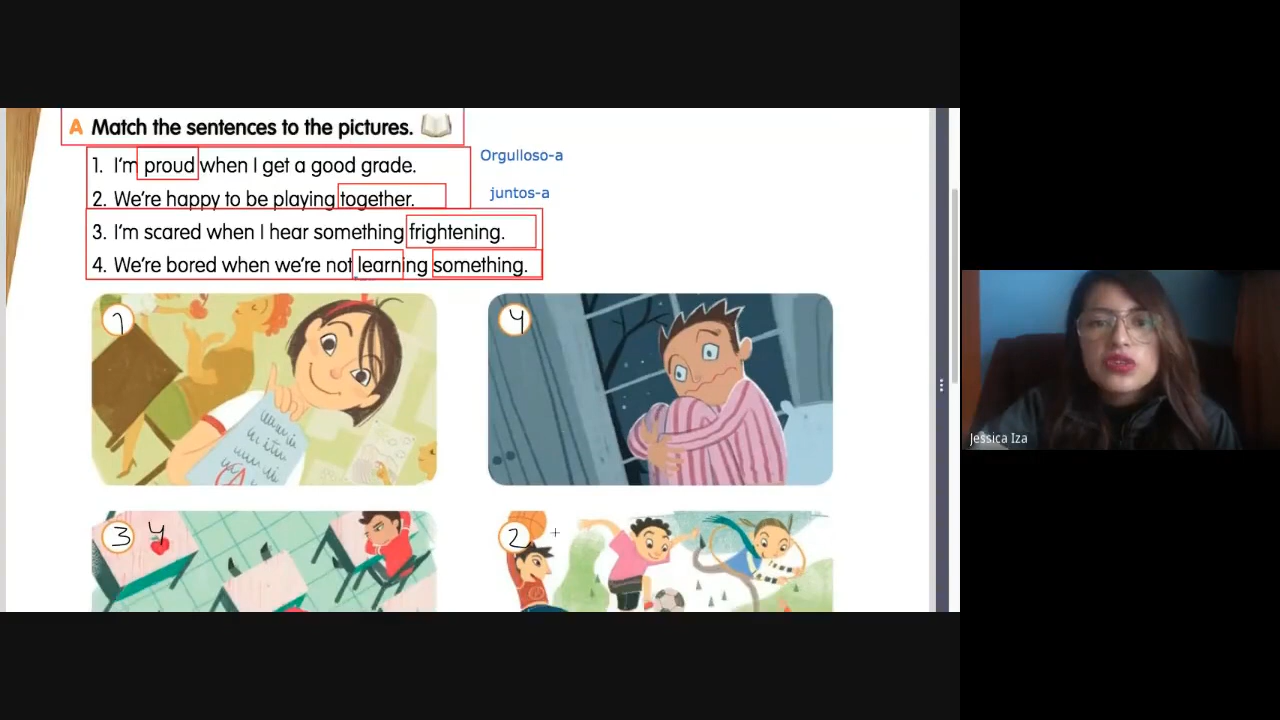 A Match the sentences to the pictures.
1. I'm proud when I get a good grade. Orgulloso-a
2. We're happy to be playing together. juntos-a
3. I'm scared when I hear something frightening.
4. We're bored when we're not learning something.
1
4
A
3 4
2
Jessica Iza